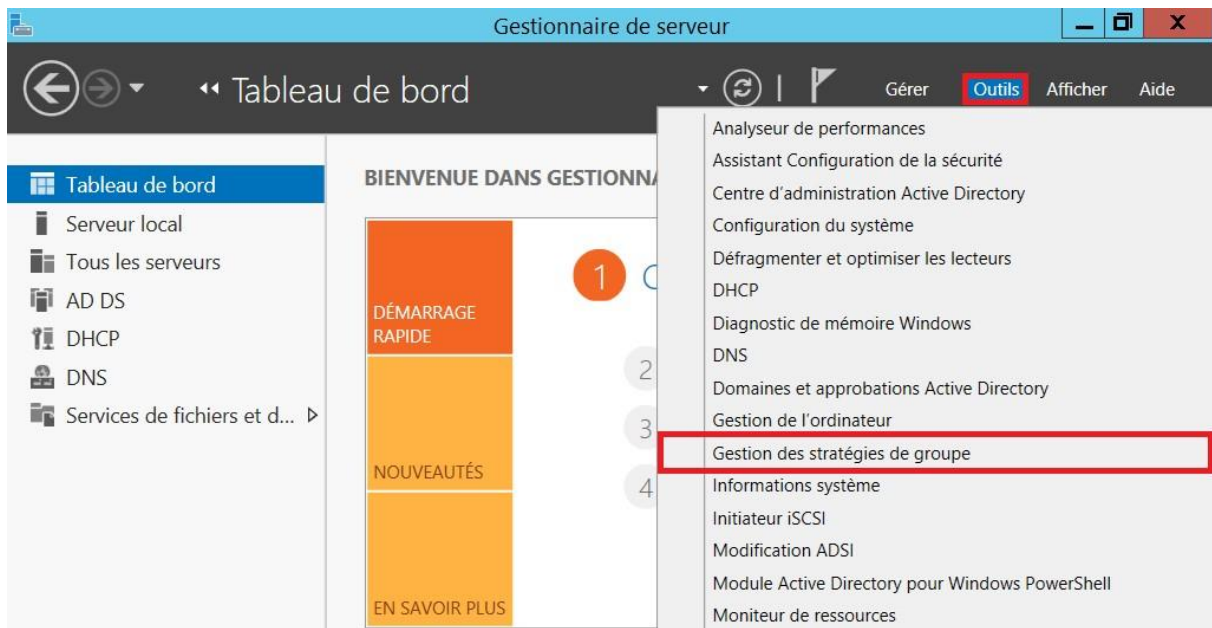 Gestionnaire de serveur
Tableau de bord
Gérer Outils Afficher Aide
Tableau de bord
Serveur local
Tous les serveurs
AD DS
DHCP
DNS
Services de fichiers et d...
BIENVENUE DANS GESTIONNA
DÉMARRAGE
RAPIDE
NOUVEAUTÉS
EN SAVOIR PLUS
1
2
3
4
Analyseur de performances
Assistant Configuration de la sécurité
Centre d'administration Active Directory
Configuration du système
Défragmenter et optimiser les lecteurs
DHCP
Diagnostic de mémoire Windows
DNS
Domaines et approbations Active Directory
Gestion de l'ordinateur
Gestion des stratégies de groupe
Informations système
Initiateur iSCSI
Modification ADSI
Module Active Directory pour Windows PowerShell
Moniteur de ressources